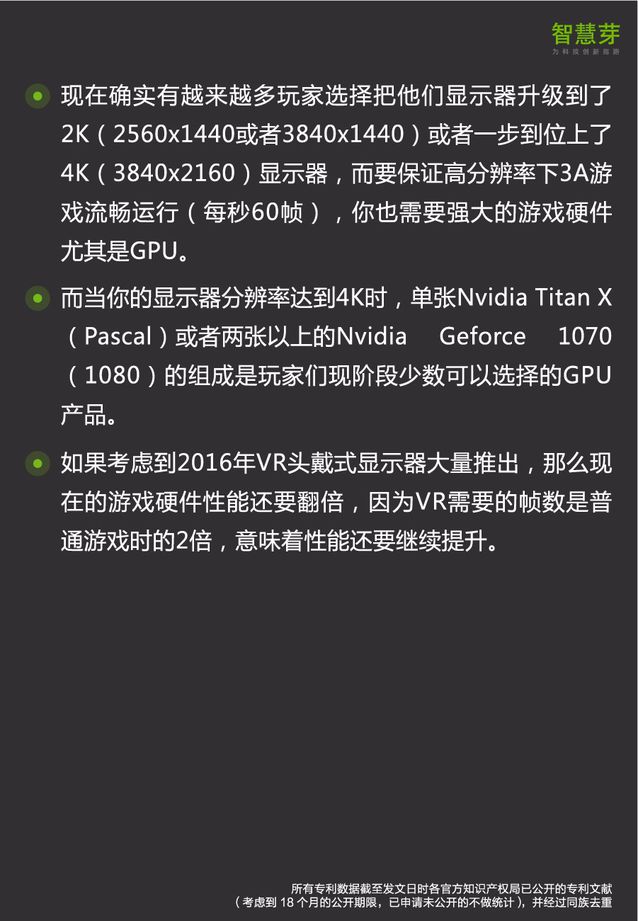 智慧芽
为科技创新指路
现在确实有越来越多玩家选择把他们显示器升级到了
2K（2560x1440或者3840x1440）或者一步到位上了
4K（3840x2160）显示器，而要保证高分辨率下3A游
戏流畅运行（每秒60帧），你也需要强大的游戏硬件
尤其是GPU。
而当你的显示器分辨率达到4K时，单张Nvidia Titan X
（Pascal）或者两张以上的Nvidia Geforce 1070
（1080）的组成是玩家们现阶段少数可以选择的GPU
产品。
如果考虑到2016年VR头戴式显示器大量推出，那么现
在的游戏硬件性能还要翻倍，因为VR需要的帧数是普
通游戏时的2倍，意味着性能还要继续提升。
所有专利数据截至发文日时各官方知识产权局已公开的专利文献
（考虑到 18 个月的公开期限，已申请未公开的不做统计），并经过同族去重